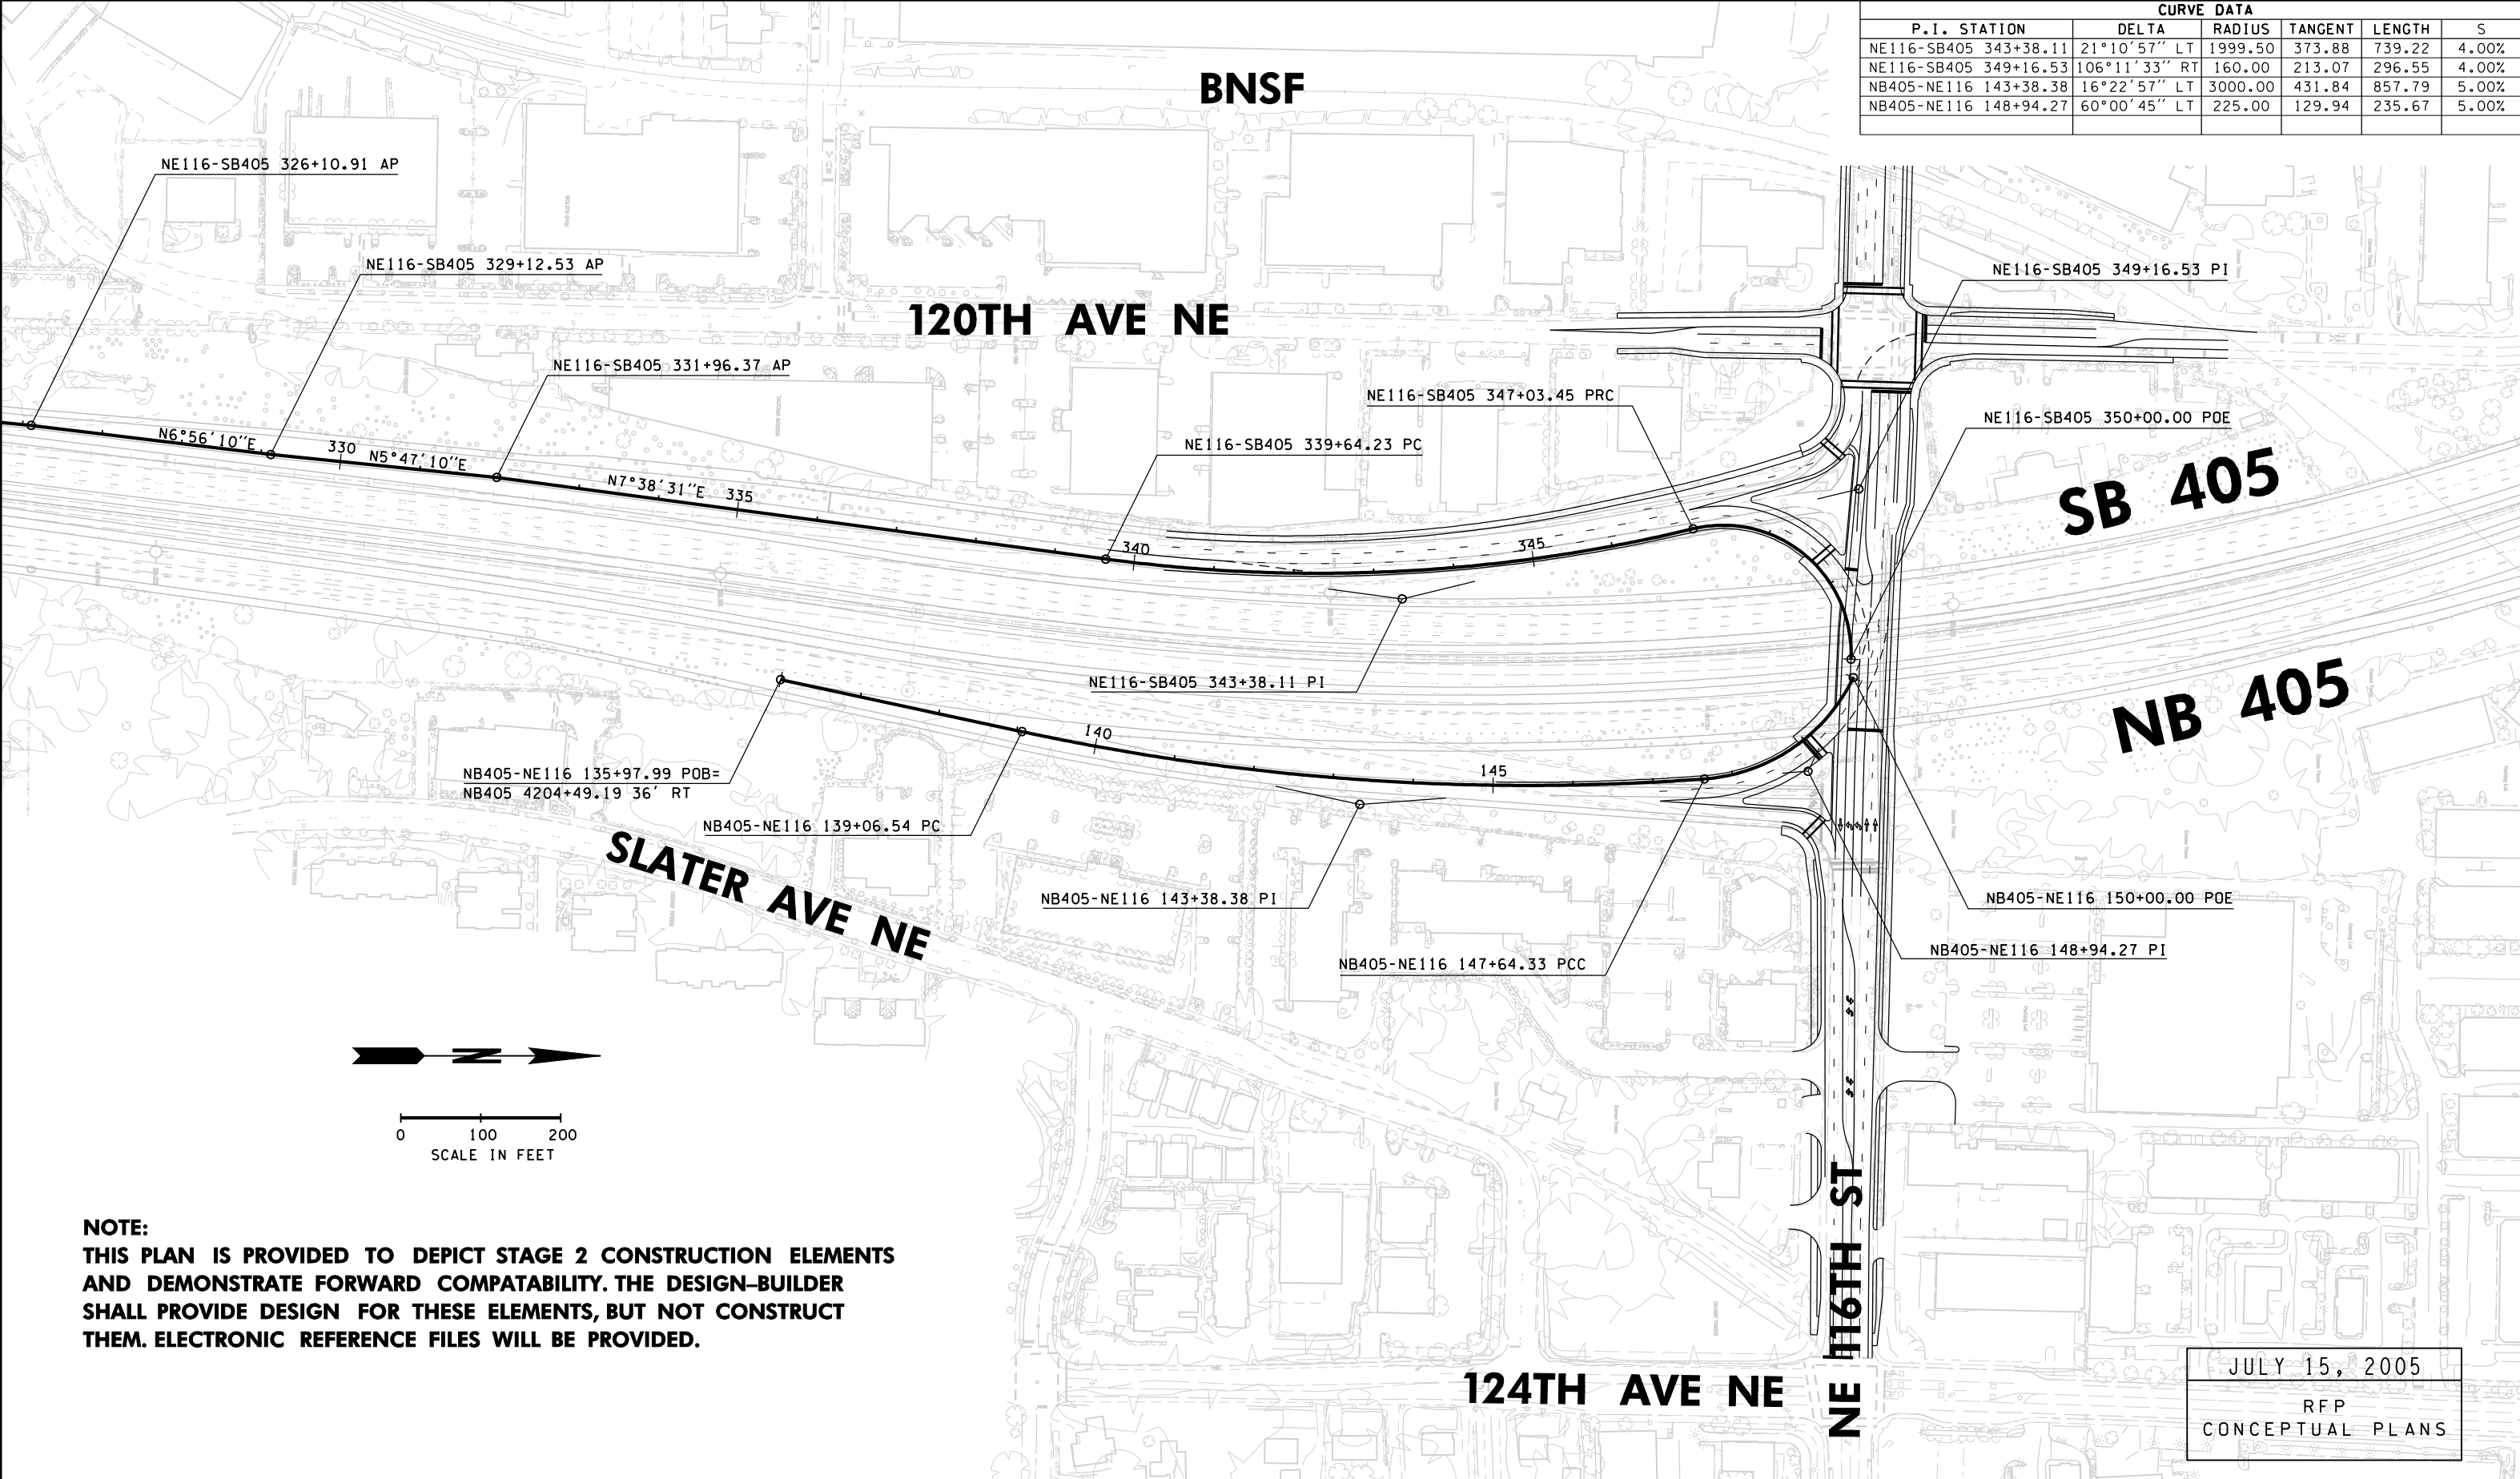 CURVE DATA
P.I. STATION DELTA RADIUS TANGENT LENGTH S
NE116-SB405 343+38.11 21°10'57'' LT 1999.50 373.88 739.22 4.00%
NE116-SB405 349+16.53 106°11'33'' RT 160.00 213.07 296.55 4.00%
NB405-NE116 143+38.38 16°22'57'' LT 3000.00 431.84 857.79 5.00%
NB405-NE116 148+94.27 60°00'45'' LT 225.00 129.94 235.67 5.00%
BNSF
NE116-SB405 326+10.91 AP
NE116-SB405 329+12.53 AP
NE116-SB405 349+16.53 PI
120TH AVE NE
NE116-SB405 331+96.37 AP
NE116-SB405 347+03.45 PRC
NE116-SB405 350+00.00 POE
NE116-SB405 339+64.23 PC
N6°56'10''E
330
N5°47'10''E
N7°38'31''E
335
340
345
SB 405
NE116-SB405 343+38.11 PI
NB 405
140
145
NB405-NE116 135+97.99 POB=
NB405 4204+49.19 36' RT
NB405-NE116 139+06.54 PC
SLATER AVE NE
NB405-NE116 143+38.38 PI
NB405-NE116 150+00.00 POE
NB405-NE116 147+64.33 PCC
NB405-NE116 148+94.27 PI
N
0 100 200
SCALE IN FEET
NE 116TH ST
NOTE:
THIS PLAN IS PROVIDED TO DEPICT STAGE 2 CONSTRUCTION ELEMENTS
AND DEMONSTRATE FORWARD COMPATABILITY. THE DESIGN-BUILDER
SHALL PROVIDE DESIGN FOR THESE ELEMENTS, BUT NOT CONSTRUCT
THEM. ELECTRONIC REFERENCE FILES WILL BE PROVIDED.
124TH AVE NE
JULY 15, 2005
RFP
CONCEPTUAL PLANS